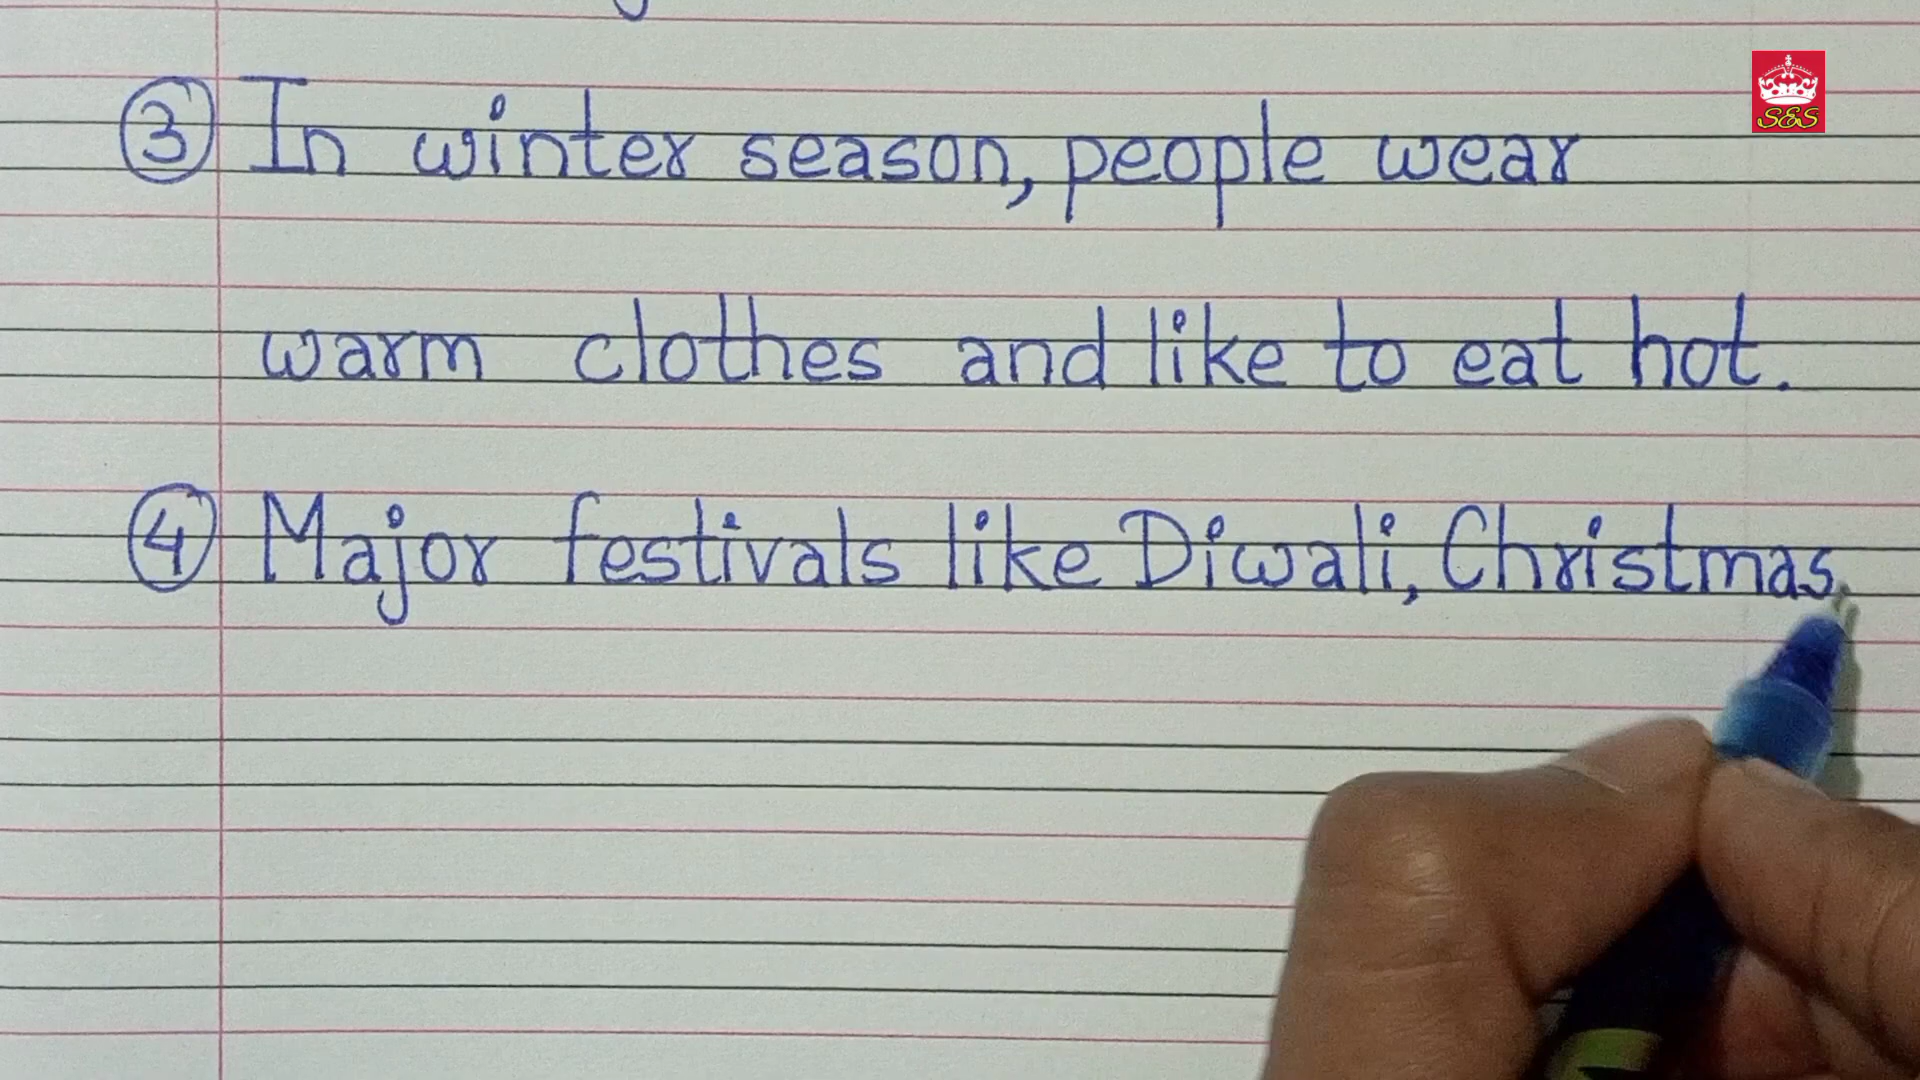 ③ In winter season, people wear
warm clothes and like to eat hot.
④ Major festivals like Diwali, Christmas,
S&S